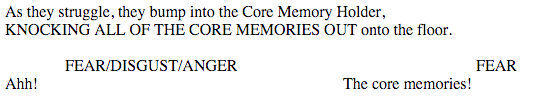 As they struggle, they bump into the Core Memory Holder,
KNOCKING ALL OF THE CORE MEMORIES OUT onto the floor.
FEAR/DISGUST/ANGER FEAR
Ahh! The core memories!